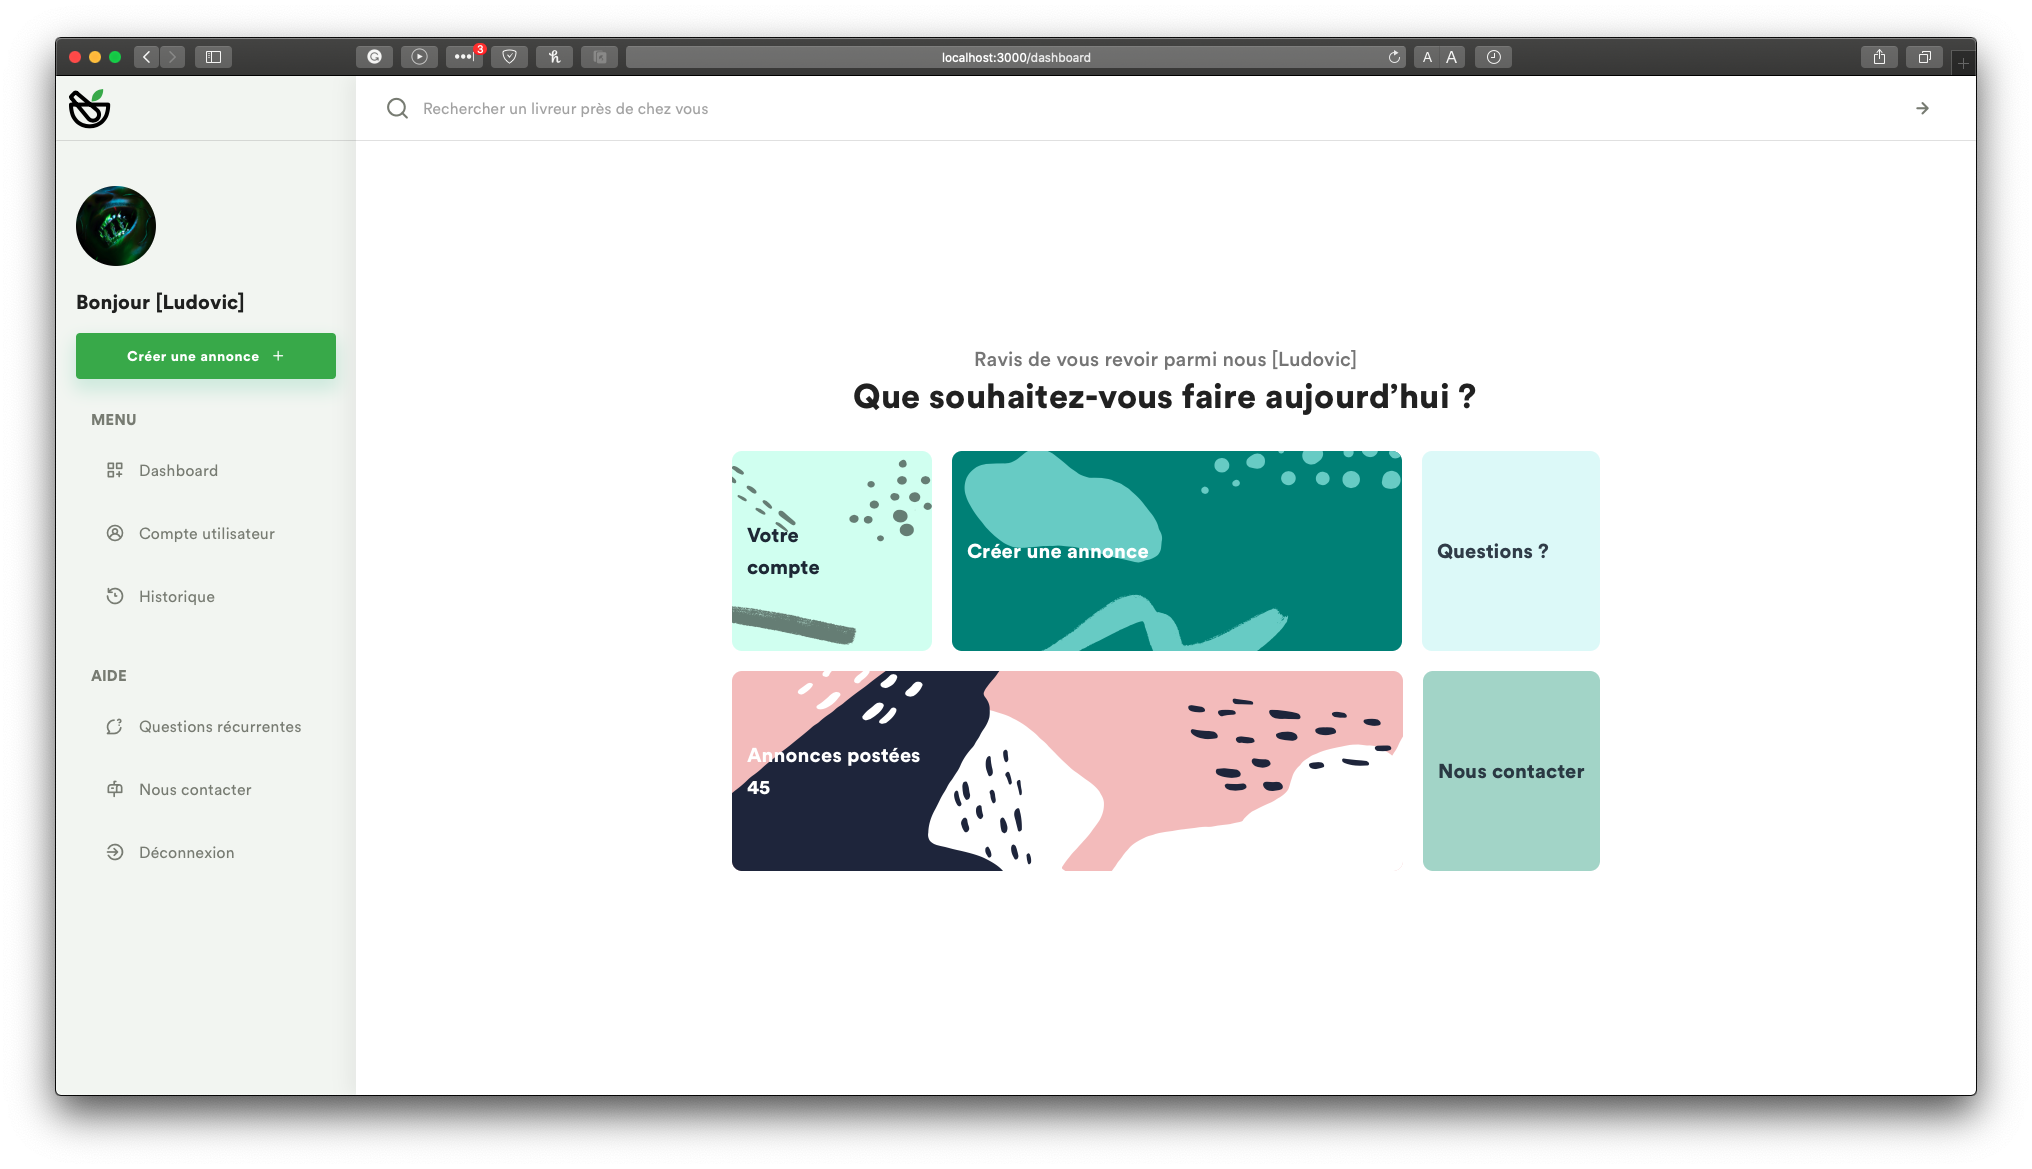 3
localhost:3000/dashboard
A A
Rechercher un livreur près de chez vous
Bonjour [Ludovic]
Créer une annonce +
MENU
Dashboard
Compte utilisateur
Historique
AIDE
Questions récurrentes
Nous contacter
Déconnexion
Ravis de vous revoir parmi nous [Ludovic]
Que souhaitez-vous faire aujourd’hui ?
Votre
compte
Créer une annonce
Questions ?
Annonces postées
45
Nous contacter